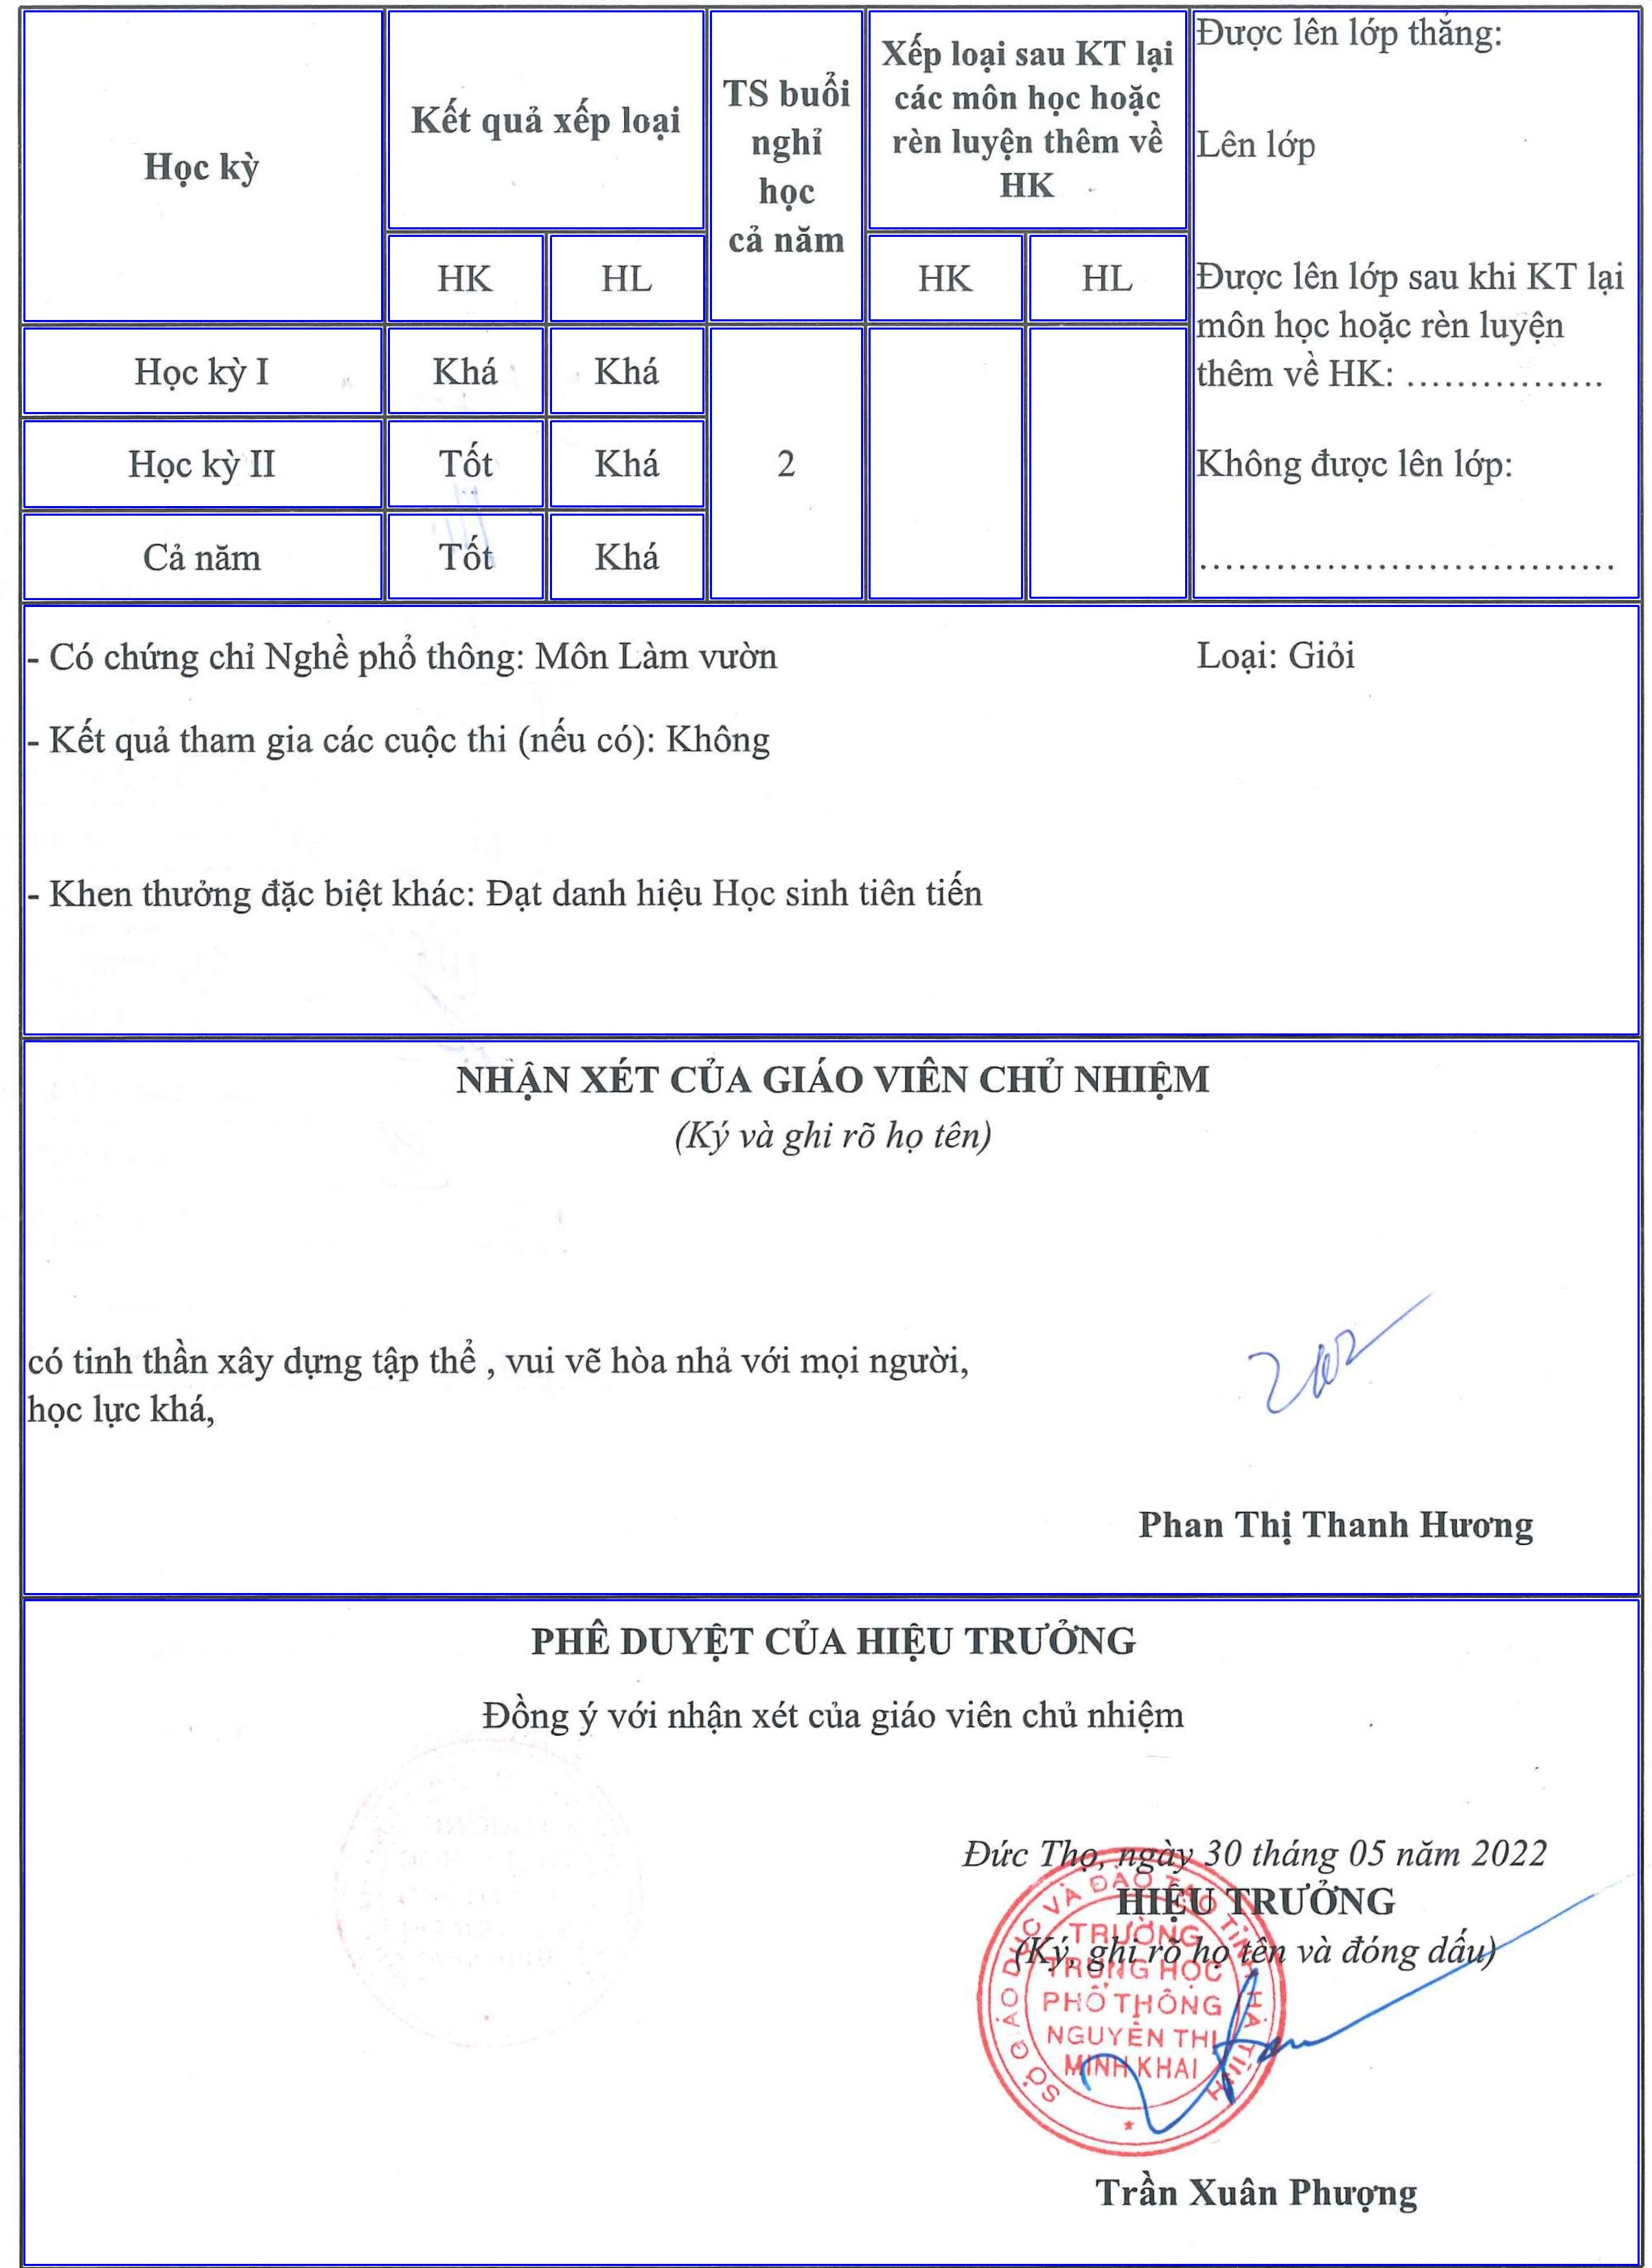 Học kỳ
Kết quả xếp loại
TS buổi
nghỉ
học
cả năm
Xếp loại sau KT lại
các môn học hoặc
rèn luyện thêm về
HK
Được lên lớp thẳng:
Lên lớp
HK HL HK HL
Được lên lớp sau khi KT lại
môn học hoặc rèn luyện
thêm về HK: ................
Học kỳ I Khá Khá
Học kỳ II Tốt Khá 2
Không được lên lớp:
Cả năm Tốt Khá
.................................
- Có chứng chỉ Nghề phổ thông: Môn Làm vườn Loại: Giỏi
- Kết quả tham gia các cuộc thi (nếu có): Không
- Khen thưởng đặc biệt khác: Đạt danh hiệu Học sinh tiên tiến
NHẬN XÉT CỦA GIÁO VIÊN CHỦ NHIỆM
(Ký và ghi rõ họ tên)
có tinh thần xây dựng tập thể , vui vẽ hòa nhả với mọi người,
học lực khá,
Phan Thị Thanh Hương
PHÊ DUYỆT CỦA HIỆU TRƯỞNG
Đồng ý với nhận xét của giáo viên chủ nhiệm
Đức Thọ, ngày 30 tháng 05 năm 2022
HIỆU TRƯỞNG
(Ký, ghi rõ họ tên và đóng dấu)
SỞ GIÁO DỤC VÀ ĐÀO TẠO TỈNH HÀ TĨNH
TRƯỜNG
TRUNG HỌC
PHỔ THÔNG
NGUYỄN THỊ
MINH KHAI
Trần Xuân Phượng